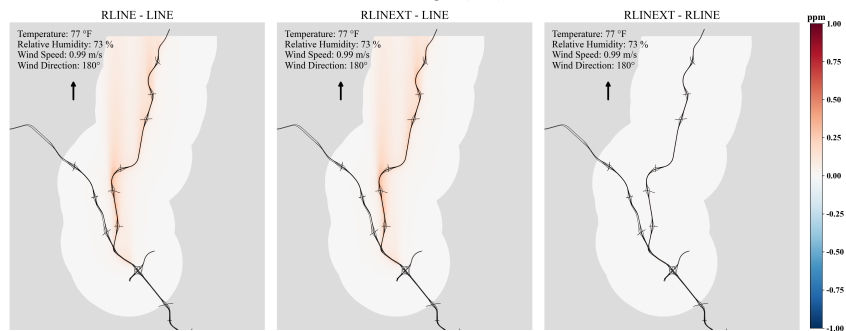 RLINE - LINE
Temperature: 77 °F
Relative Humidity: 73 %
Wind Speed: 0.99 m/s
Wind Direction: 180°
RLINEXT - LINE
Temperature: 77 °F
Relative Humidity: 73 %
Wind Speed: 0.99 m/s
Wind Direction: 180°
RLINEXT - RLINE
Temperature: 77 °F
Relative Humidity: 73 %
Wind Speed: 0.99 m/s
Wind Direction: 180°
ppm
1.00
0.75
0.50
0.25
0.00
-0.25
-0.50
-0.75
-1.00